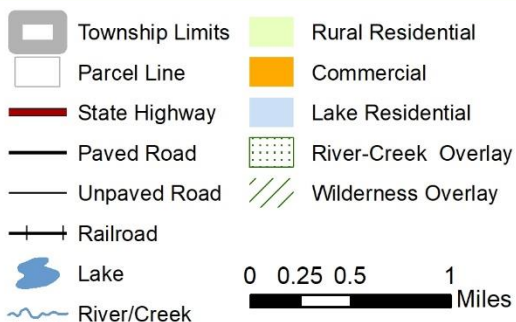 Township Limits
Parcel Line
State Highway
Paved Road
Unpaved Road
Railroad
Lake
River/Creek
Rural Residential
Commercial
Lake Residential
River-Creek Overlay
Wilderness Overlay
0 0.25 0.5 1
Miles